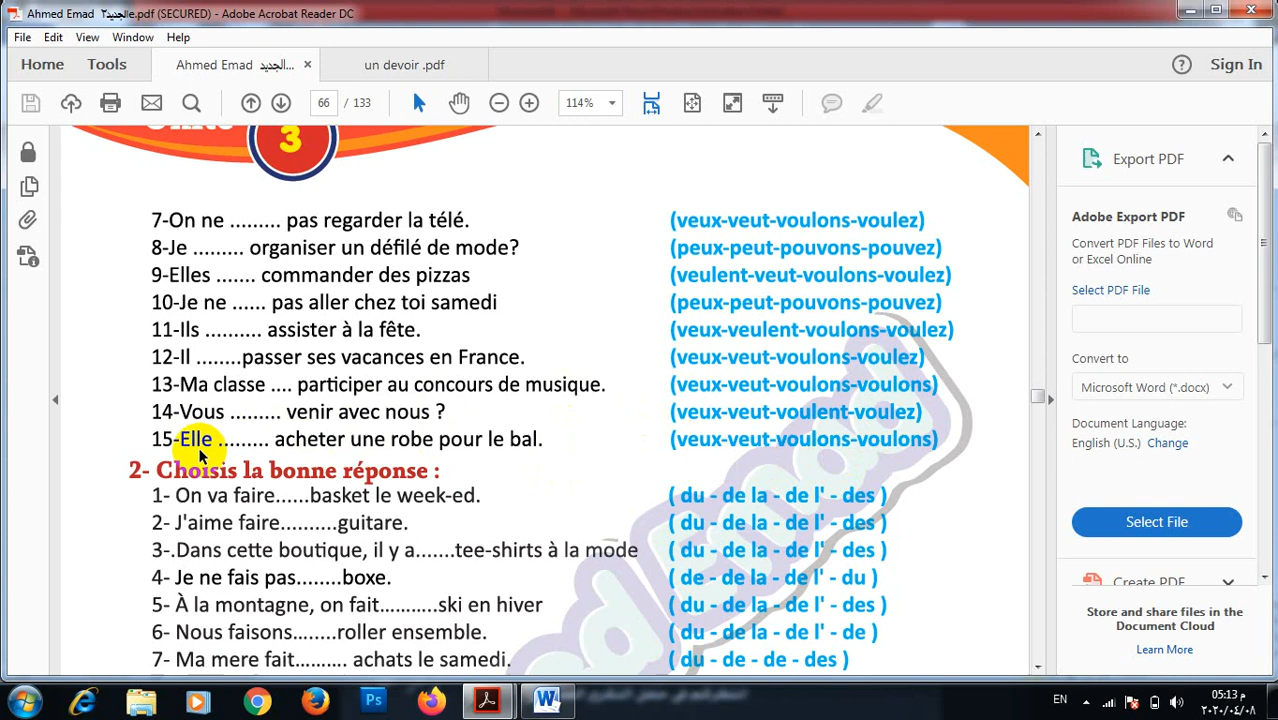 Ahmed Emad الجديد٢le.pdf (SECURED) - Adobe Acrobat Reader DC
File Edit View Window Help
Home Tools Ahmed Emad الجديد... × un devoir .pdf Sign In
66 / 133 114%
3
7-On ne ......... pas regarder la télé. (veux-veut-voulons-voulez)
8-Je ......... organiser un défilé de mode? (peux-peut-pouvons-pouvez)
9-Elles ....... commander des pizzas (veulent-veut-voulons-voulez)
10-Je ne ...... pas aller chez toi samedi (peux-peut-pouvons-pouvez)
11-Ils .......... assister à la fête. (veux-veulent-voulons-voulez)
12-Il ........passer ses vacances en France. (veux-veut-voulons-voulez)
13-Ma classe .... participer au concours de musique. (veux-veut-voulons-voulons)
14-Vous ......... venir avec nous ? (veux-veut-voulent-voulez)
15-Elle ......... acheter une robe pour le bal. (veux-veut-voulons-voulons)
2- Choisis la bonne réponse :
1- On va faire......basket le week-ed. ( du - de la - de l' - des )
2- J'aime faire..........guitare. ( du - de la - de l' - des )
3-.Dans cette boutique, il y a.......tee-shirts à la mode ( du - de la - de l' - des )
4- Je ne fais pas........boxe. ( de - de la - de l' - du )
5- À la montagne, on fait..........ski en hiver ( du - de la - de l' - des )
6- Nous faisons.......roller ensemble. ( du - de la - de l' - de )
7- Ma mere fait......... achats le samedi. ( du - de - de - des )
Export PDF
Adobe Export PDF
Convert PDF Files to Word
or Excel Online
Select PDF File
Convert to
Microsoft Word (*.docx)
Document Language:
English (U.S.) Change
Select File
Create PDF
Store and share files in the
Document Cloud
Learn More
EN
05:13 م
٢٠٢٠/٠٤/٠٨